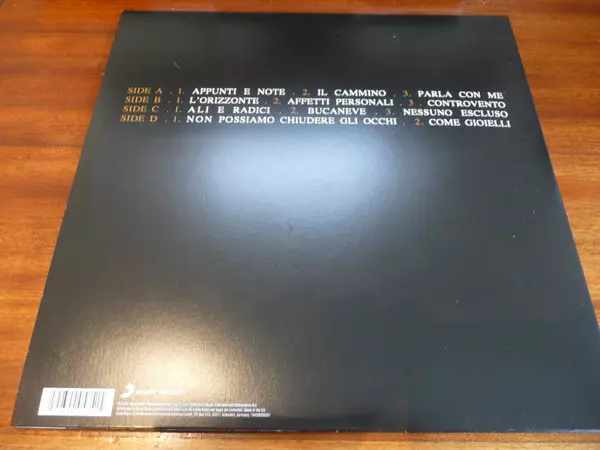 SIDE A . 1. APPUNTI E NOTE . 2. IL CAMMINO . 3. PARLA CON ME
SIDE B . 1. L'ORIZZONTE . 2. AFFETTI PERSONALI . 3 . CONTROVENTO
SIDE C . 1. ALI E RADICI . 2. BUCANEVE . 3. NESSUNO ESCLUSO
SIDE D . 1. NON POSSIAMO CHIUDERE GLI OCCHI . 2. COME GIOIELLI
SONY MUSIC